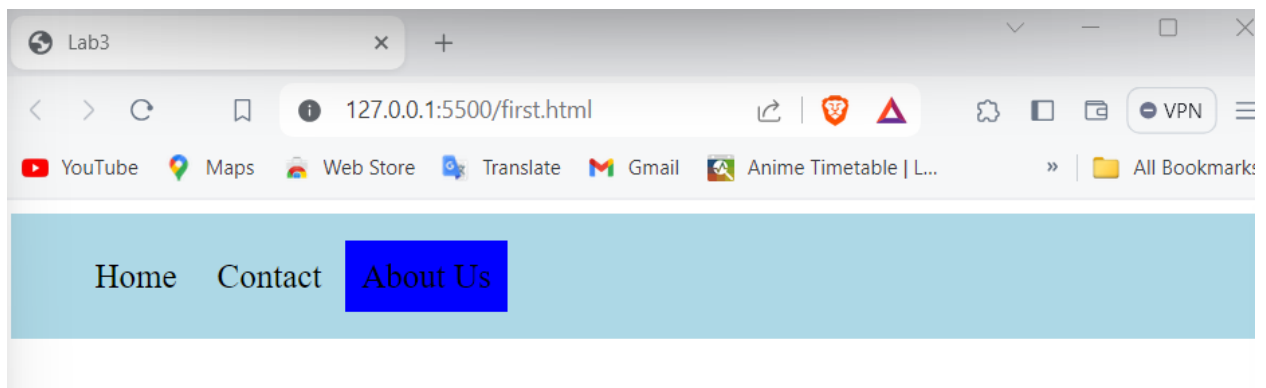 Lab3
127.0.0.1:5500/first.html
VPN
YouTube Maps Web Store Translate Gmail Anime Timetable | L... » All Bookmarks
Home Contact About Us